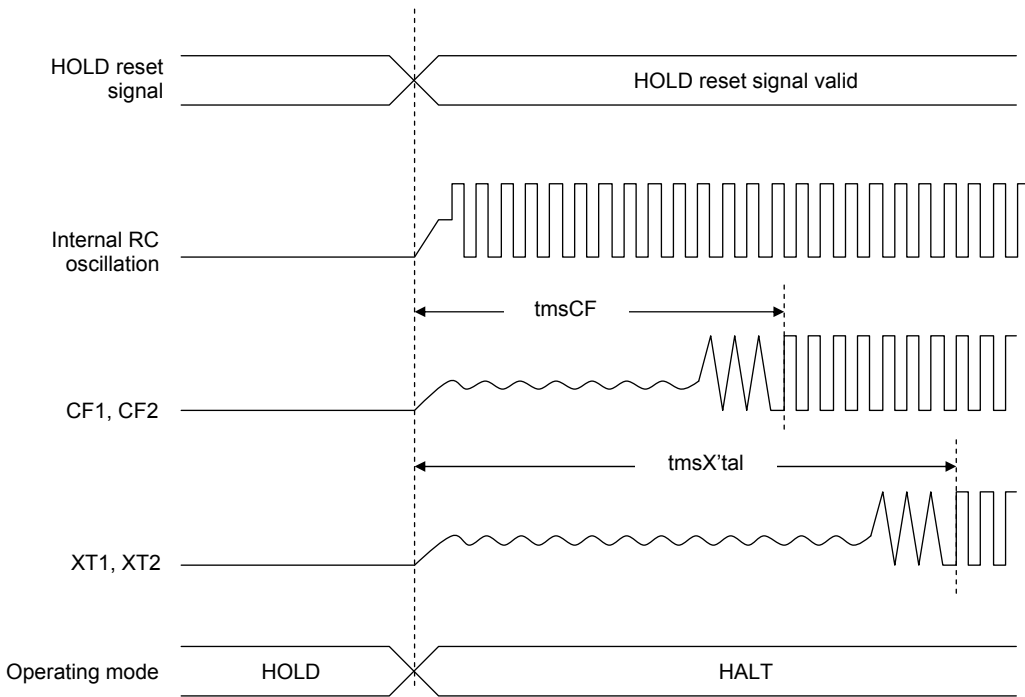 HOLD reset
signal
HOLD reset signal valid
Internal RC
oscillation
tmsCF
CF1, CF2
tmsX'tal
XT1, XT2
Operating mode
HOLD
HALT